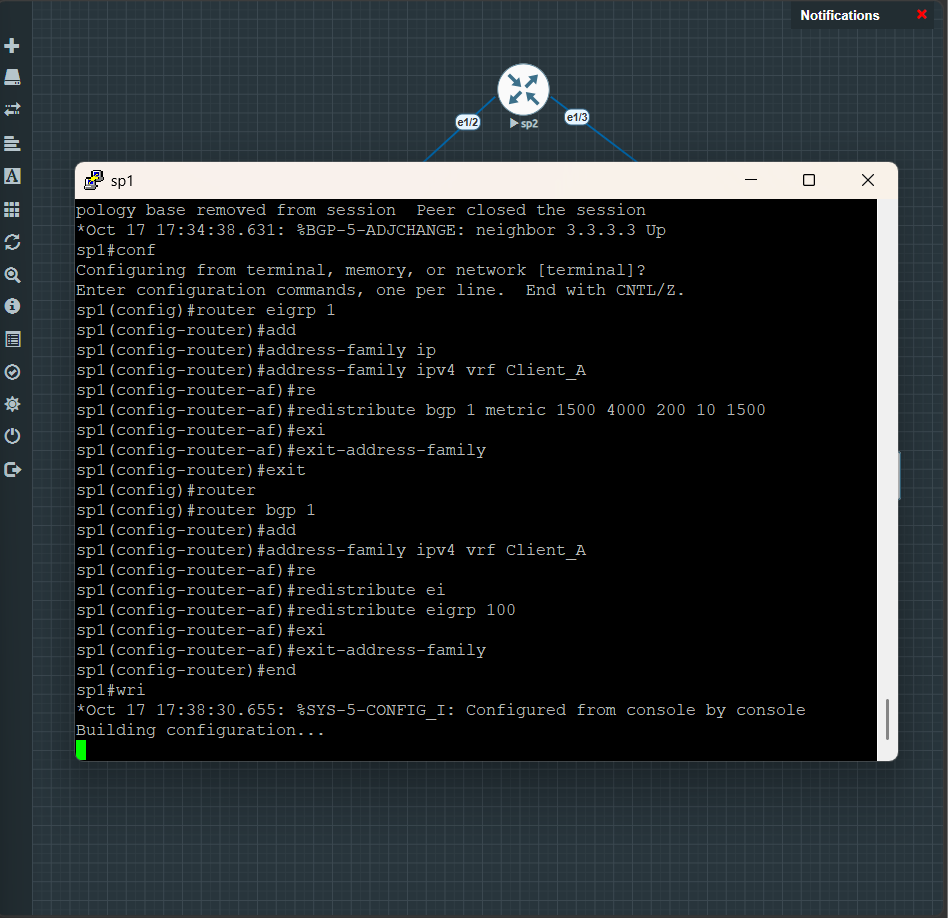 Notifications
e1/2
e1/3
sp2
sp1
pology base removed from session  Peer closed the session
*Oct 17 17:34:38.631: %BGP-5-ADJCHANGE: neighbor 3.3.3.3 Up
sp1#conf
Configuring from terminal, memory, or network [terminal]?
Enter configuration commands, one per line.  End with CNTL/Z.
sp1(config)#router eigrp 1
sp1(config-router)#add
sp1(config-router)#address-family ip
sp1(config-router)#address-family ipv4 vrf Client_A
sp1(config-router-af)#re
sp1(config-router-af)#redistribute bgp 1 metric 1500 4000 200 10 1500
sp1(config-router-af)#exi
sp1(config-router-af)#exit-address-family
sp1(config-router)#exit
sp1(config)#router
sp1(config)#router bgp 1
sp1(config-router)#add
sp1(config-router)#address-family ipv4 vrf Client_A
sp1(config-router-af)#re
sp1(config-router-af)#redistribute ei
sp1(config-router-af)#redistribute eigrp 100
sp1(config-router-af)#exi
sp1(config-router-af)#exit-address-family
sp1(config-router)#end
sp1#wri
*Oct 17 17:38:30.655: %SYS-5-CONFIG_I: Configured from console by console
Building configuration...